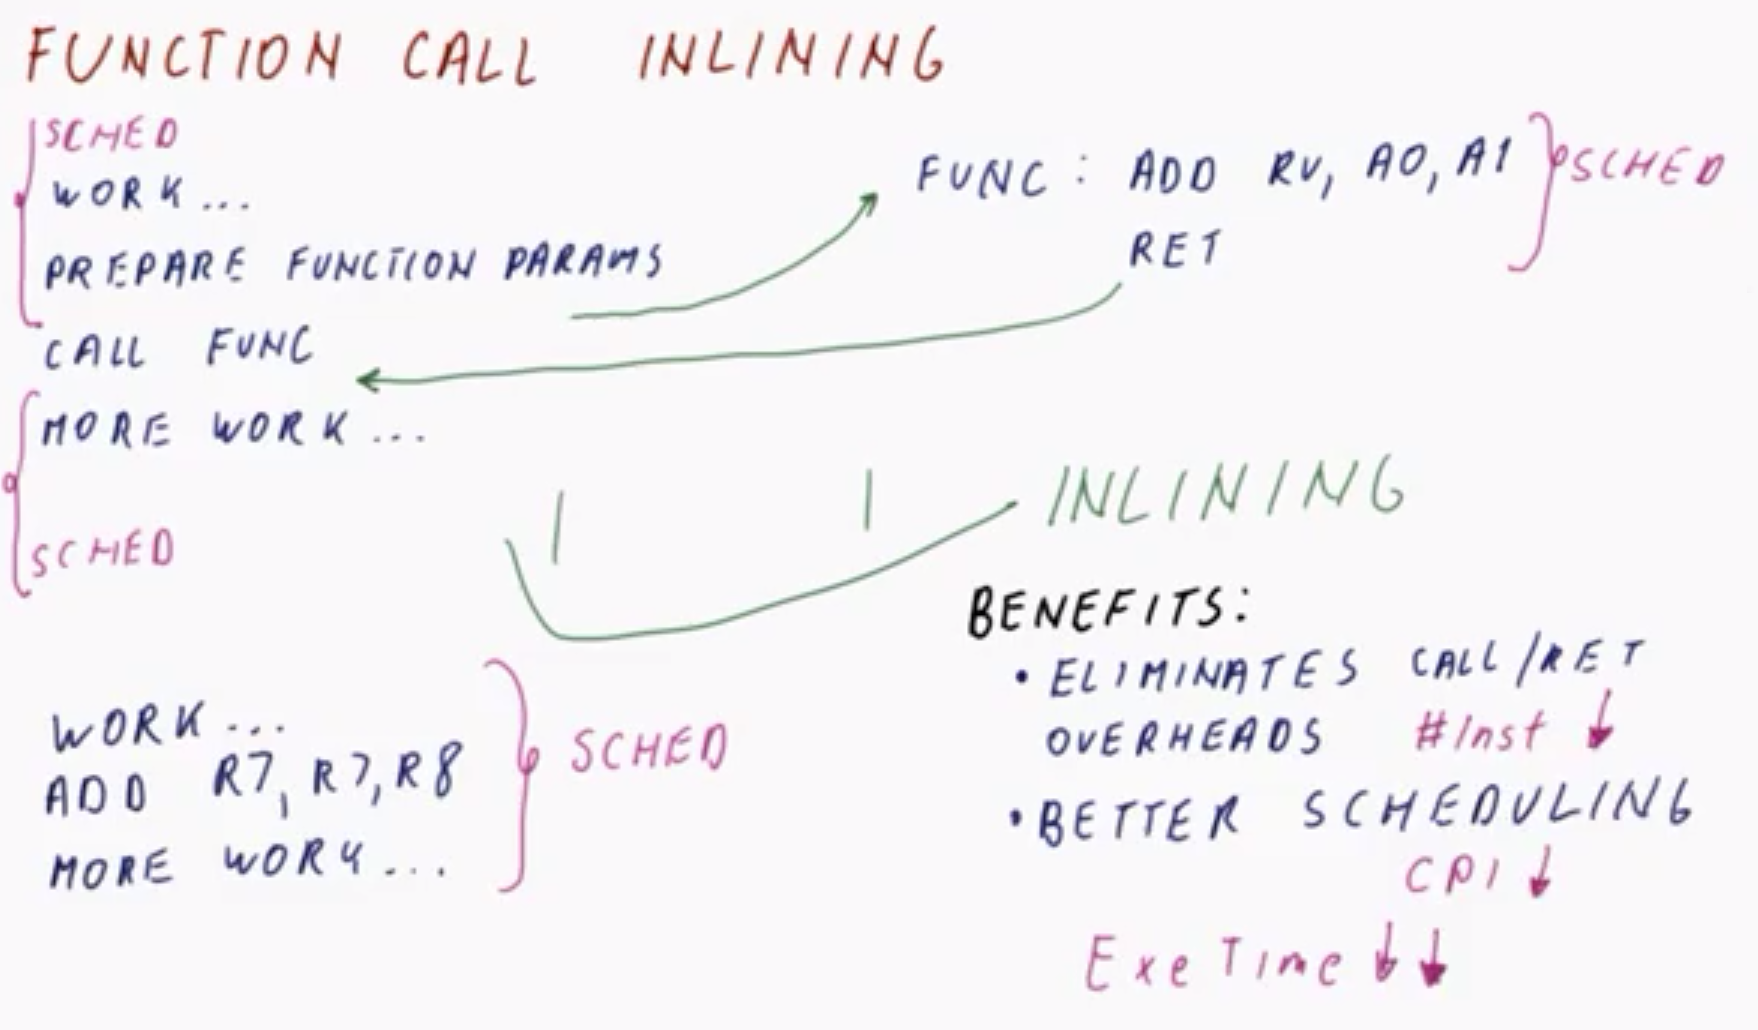 FUNCTION CALL INLINING
SCHED
WORK...
PREPARE FUNCTION PARAMS
CALL FUNC
MORE WORK...
SCHED
FUNC: ADD RV, A0, A1
RET
SCHED
INLINING
WORK...
ADD R7, R7, R8
MORE WORK...
SCHED
BENEFITS:
• ELIMINATES CALL/RET
OVERHEADS #Inst ↓
• BETTER SCHEDULING
CPI ↓
Exe Time ↓↓